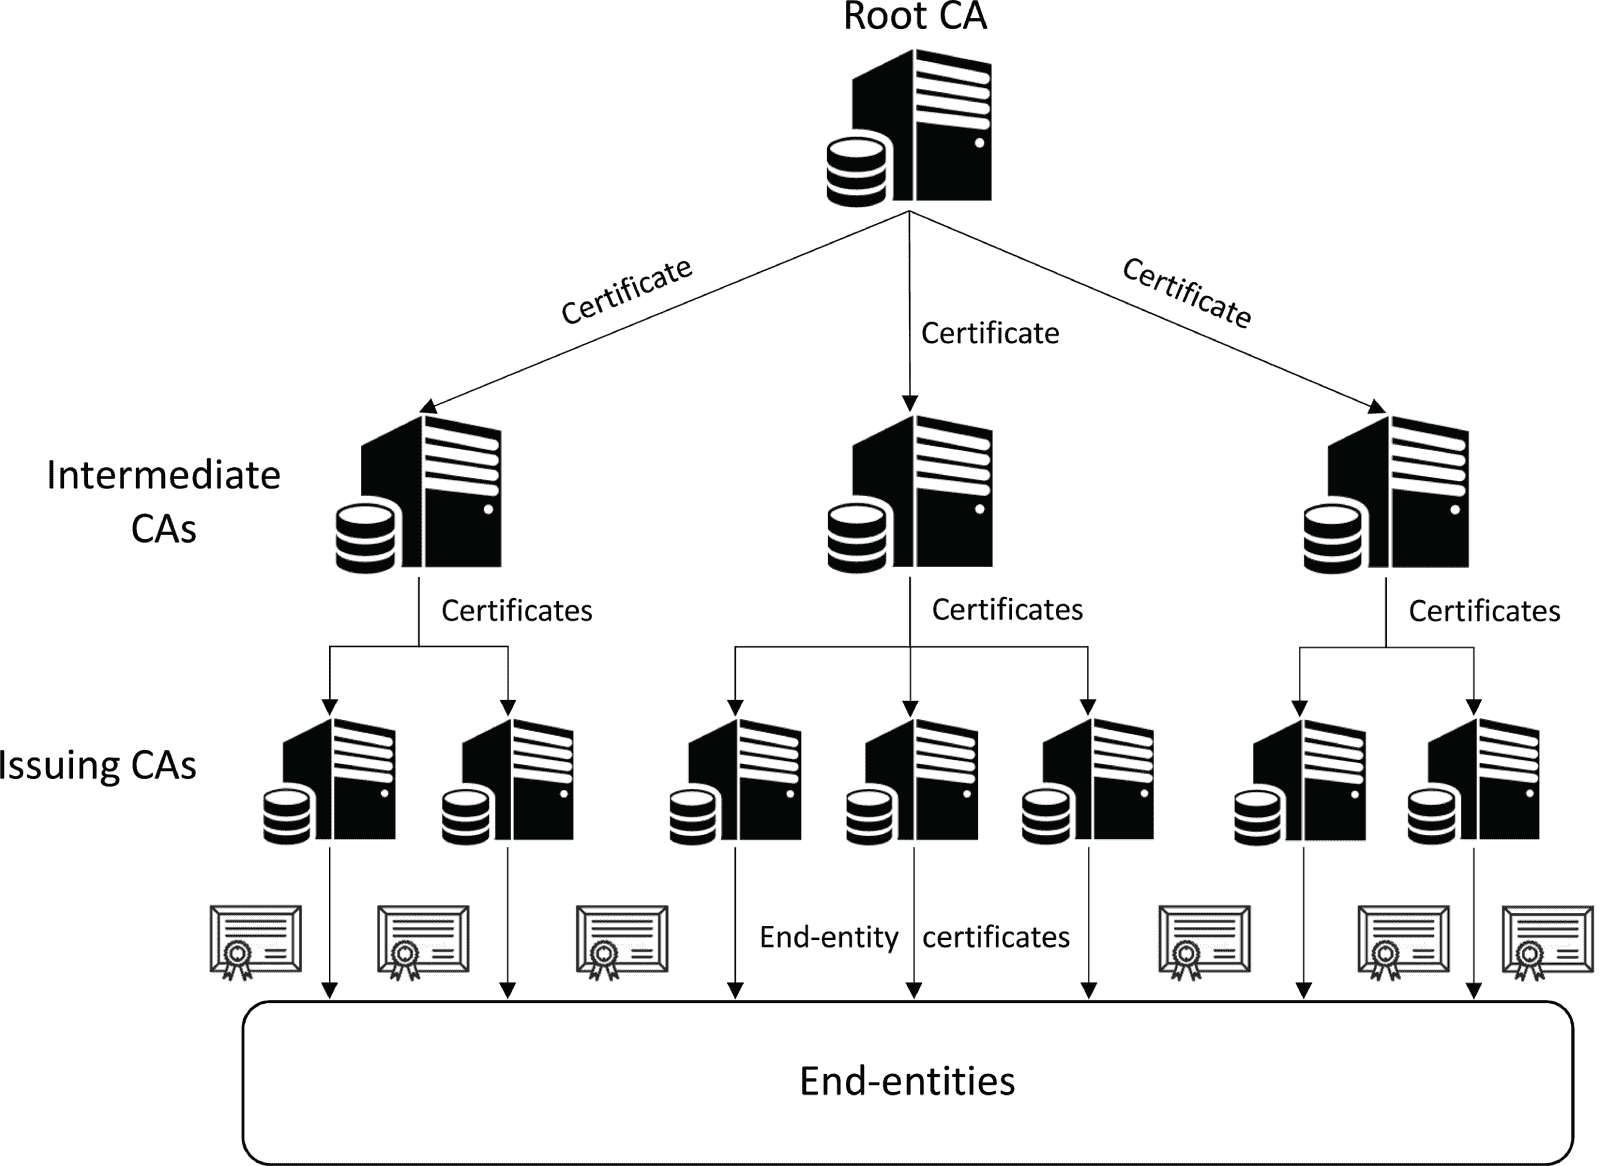 Root CA
Certificate
Certificate
Certificate
Intermediate
CAs
Certificates
Certificates
Certificates
Issuing CAs
End-entity certificates
End-entities